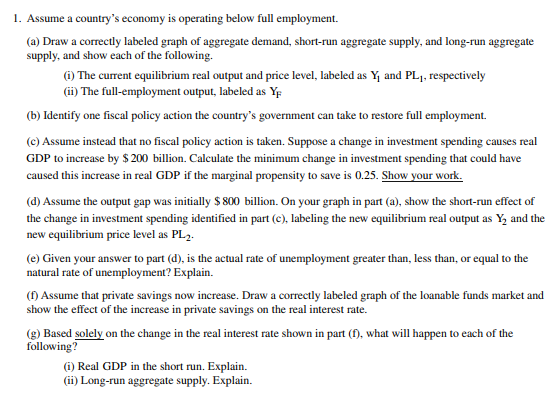 1. Assume a country's economy is operating below full employment.
(a) Draw a correctly labeled graph of aggregate demand, short-run aggregate supply, and long-run aggregate
supply, and show each of the following.
(i) The current equilibrium real output and price level, labeled as Y₁ and PL₁, respectively
(ii) The full-employment output, labeled as Y_F
(b) Identify one fiscal policy action the country's government can take to restore full employment.
(c) Assume instead that no fiscal policy action is taken. Suppose a change in investment spending causes real
GDP to increase by $ 200 billion. Calculate the minimum change in investment spending that could have
caused this increase in real GDP if the marginal propensity to save is 0.25. Show your work.
(d) Assume the output gap was initially $ 800 billion. On your graph in part (a), show the short-run effect of
the change in investment spending identified in part (c), labeling the new equilibrium real output as Y₂ and the
new equilibrium price level as PL₂.
(e) Given your answer to part (d), is the actual rate of unemployment greater than, less than, or equal to the
natural rate of unemployment? Explain.
(f) Assume that private savings now increase. Draw a correctly labeled graph of the loanable funds market and
show the effect of the increase in private savings on the real interest rate.
(g) Based solely on the change in the real interest rate shown in part (f), what will happen to each of the
following?
(i) Real GDP in the short run. Explain.
(ii) Long-run aggregate supply. Explain.